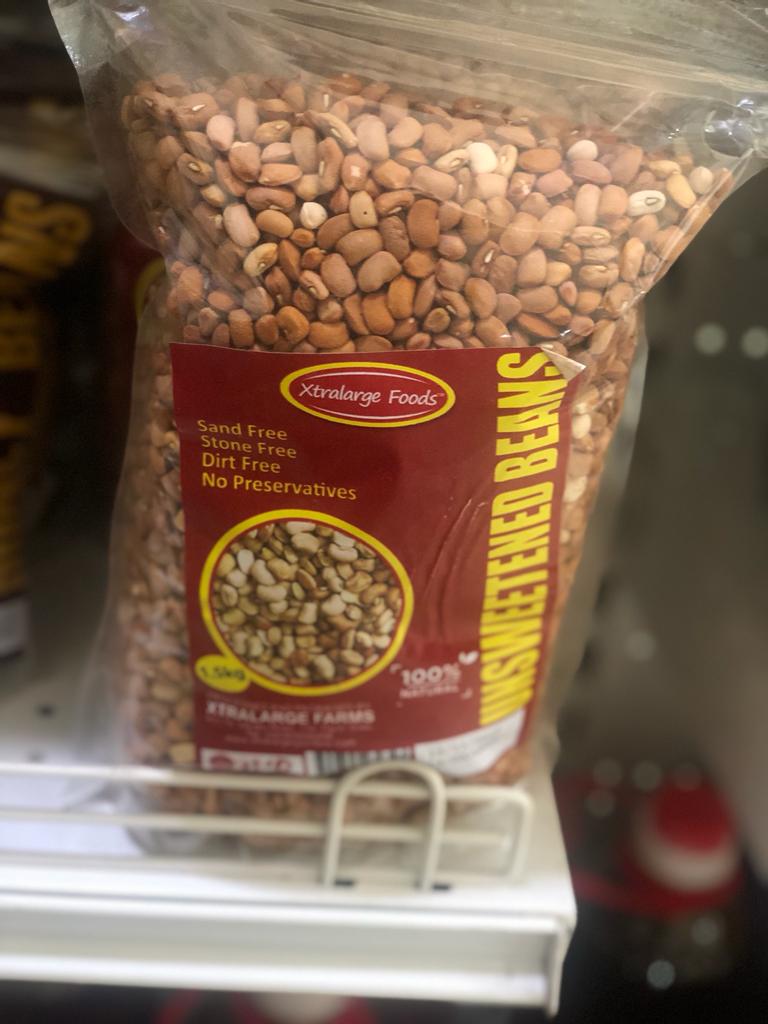 Xtralarge Foods
Sand Free
Stone Free
Dirt Free
No Preservatives
UNSWEETENED BEANS
1.5kg
100%
NATURAL
XTRALARGE FARMS